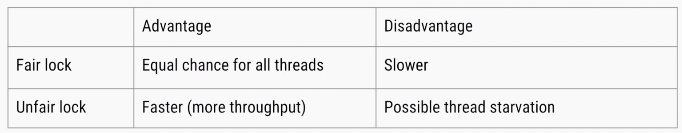 Advantage Disadvantage
Fair lock Equal chance for all threads Slower
Unfair lock Faster (more throughput) Possible thread starvation